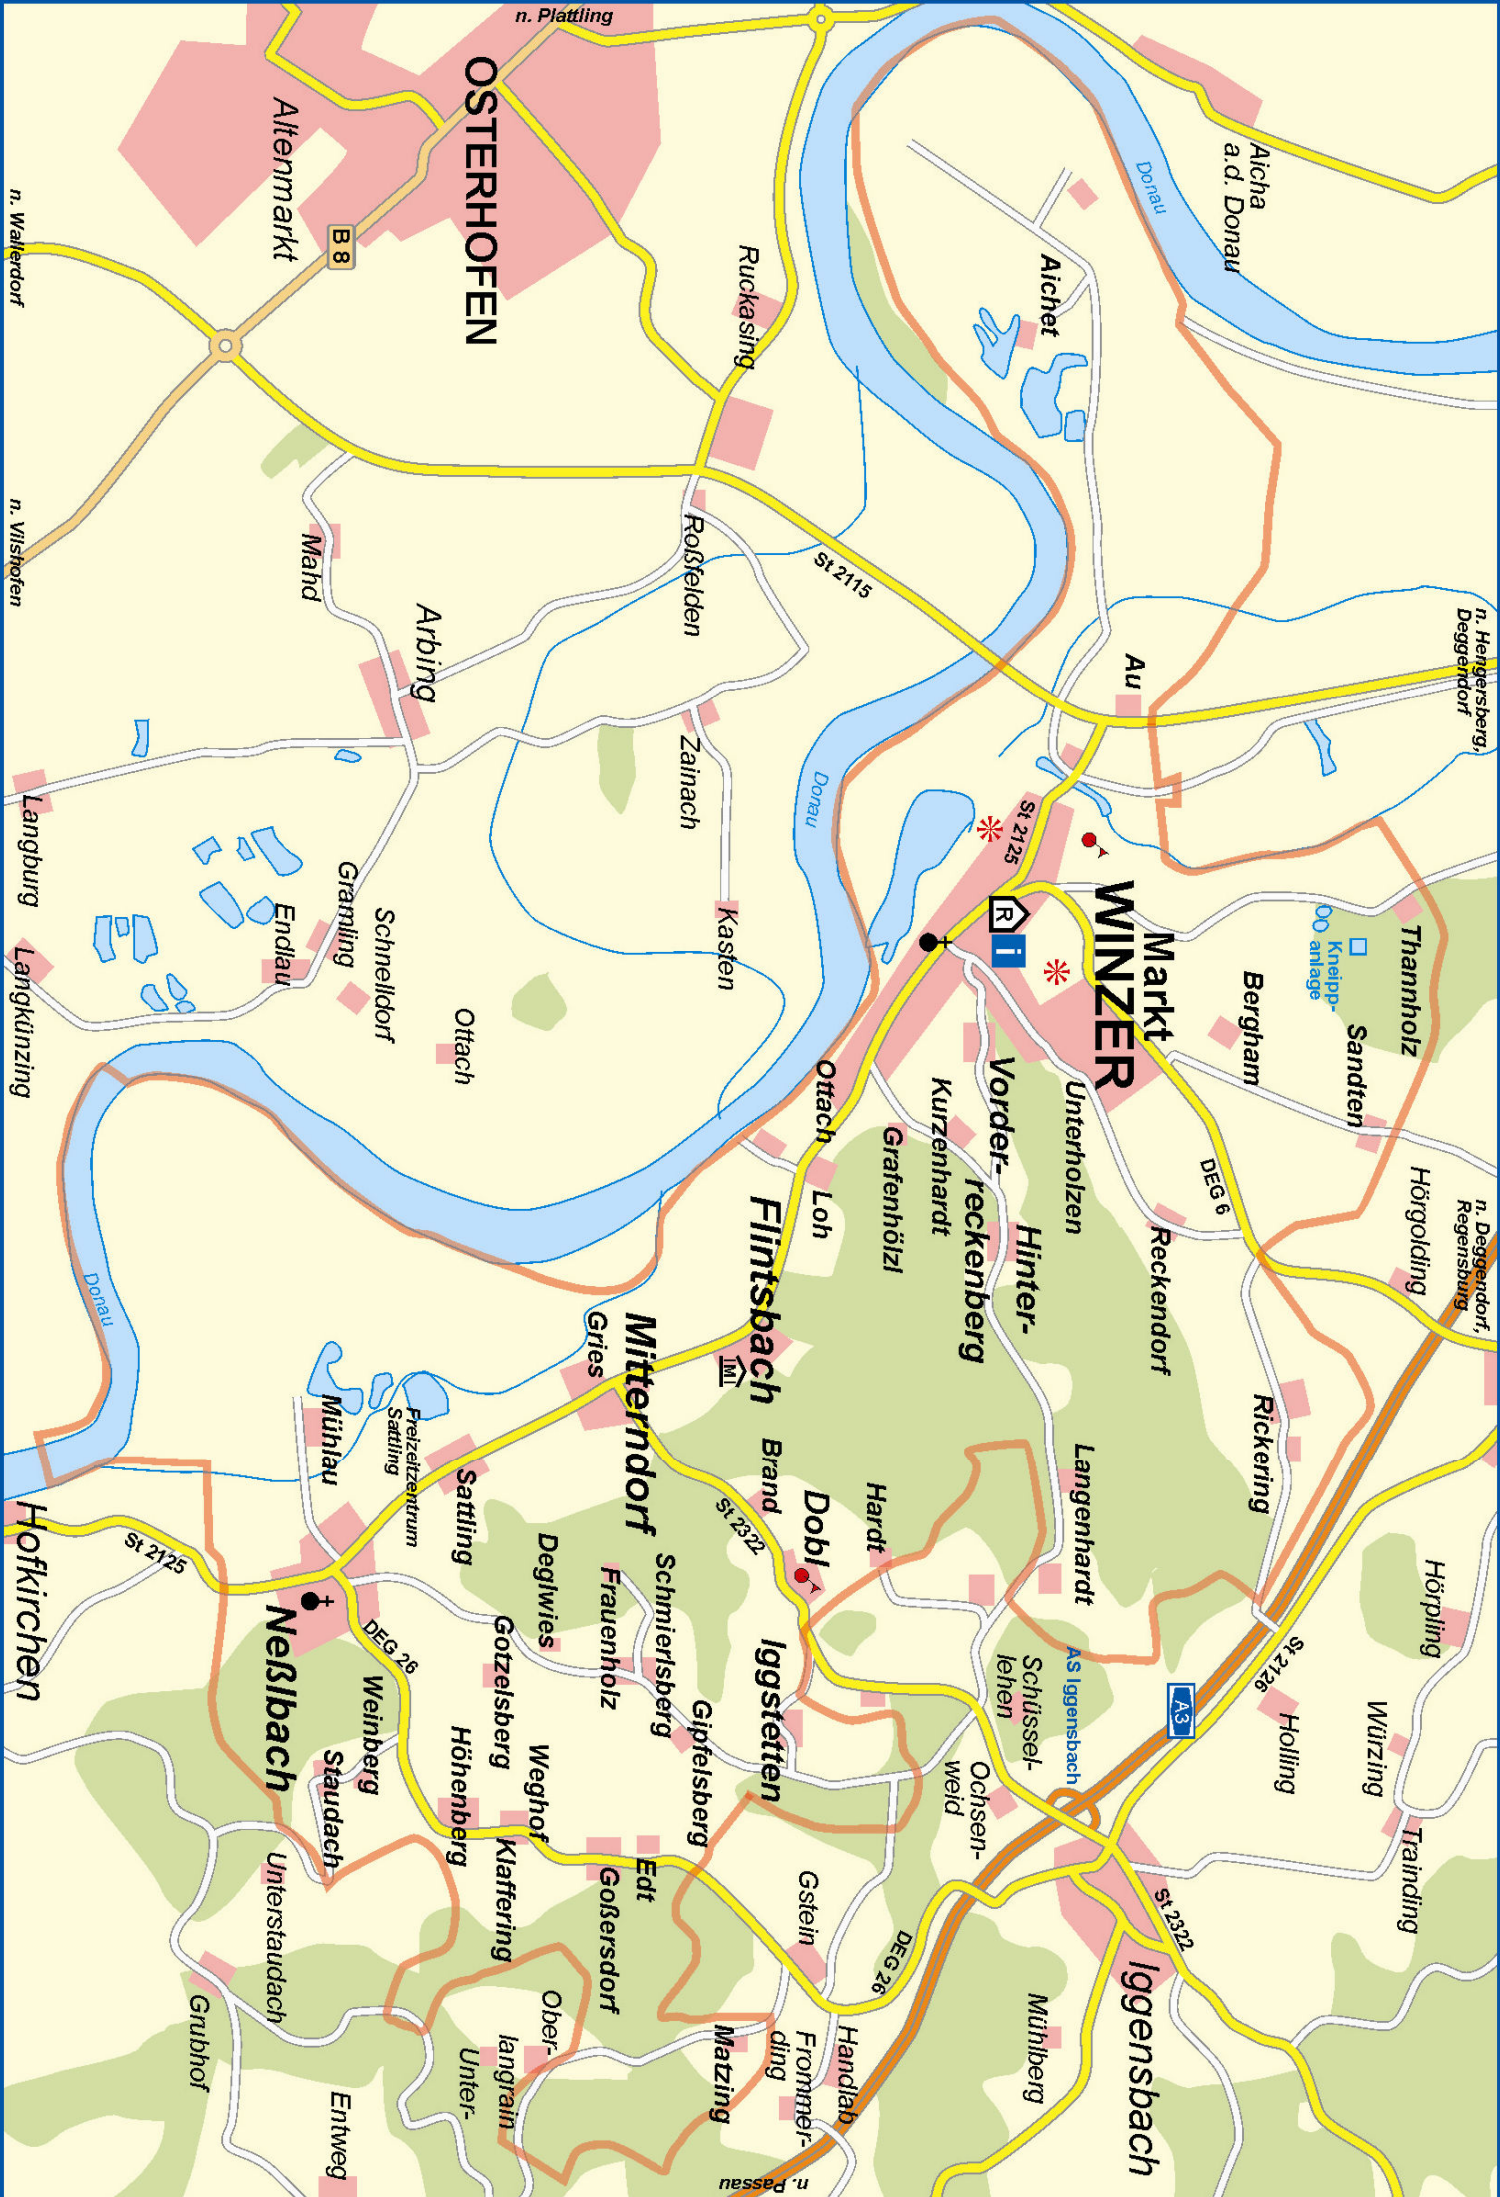 n. Plattling
OSTERHOFEN
Altenmarkt
B 8
n. Wallerdorf
n. Vilshofen
Aicha
a.d. Donau
Donau
Aichet
Ruckasing
Roßfelden
St 2115
Mahd
Arbing
Au
n. Hengersberg,
Deggendorf
Zainach
Kasten
Donau
Langburg
Langkünzing
Gramling
Endlau
Schnelldorf
Ottach
St 2125
R
i
Markt
WINZER
Thannholz
Kneipp-
anlage
Bergham
Sandten
Hörgolding
n. Deggendorf,
Regensburg
DEG 6
Ottach
Loh
Kurzenhardt
Grafenhölzl
Vorder-
reckenberg
Hinter-
Unterholzen
Reckendorf
Rickering
Flintsbach
M
Mitterndorf
Gries
Donau
Mühlau
Freizeitzentrum
Sattling
Sattling
Brand
Dobl
Hardt
Langenhardt
St 2322
Hofkirchen
St 2125
Neßlbach
DEG 26
Deglwies
Frauenholz
Schmierlsberg
Gotzelsberg
Gipfelsberg
Iggstetten
Schüssel-
lehen
AS Iggensbach
A3
St 2126
Hörpling
Holling
Würzing
Trainding
Ochsen-
weid
Weinberg
Staudach
Höhenberg
Weghof
Klaffering
Goßersdorf
Edt
Gstein
DEG 26
St 2322
Iggensbach
Mühlberg
Unterstaudach
Grubhof
Entweg
Ober-
langrain
Unter-
Matzing
Frommer-
ding
Handlab
n. Passau